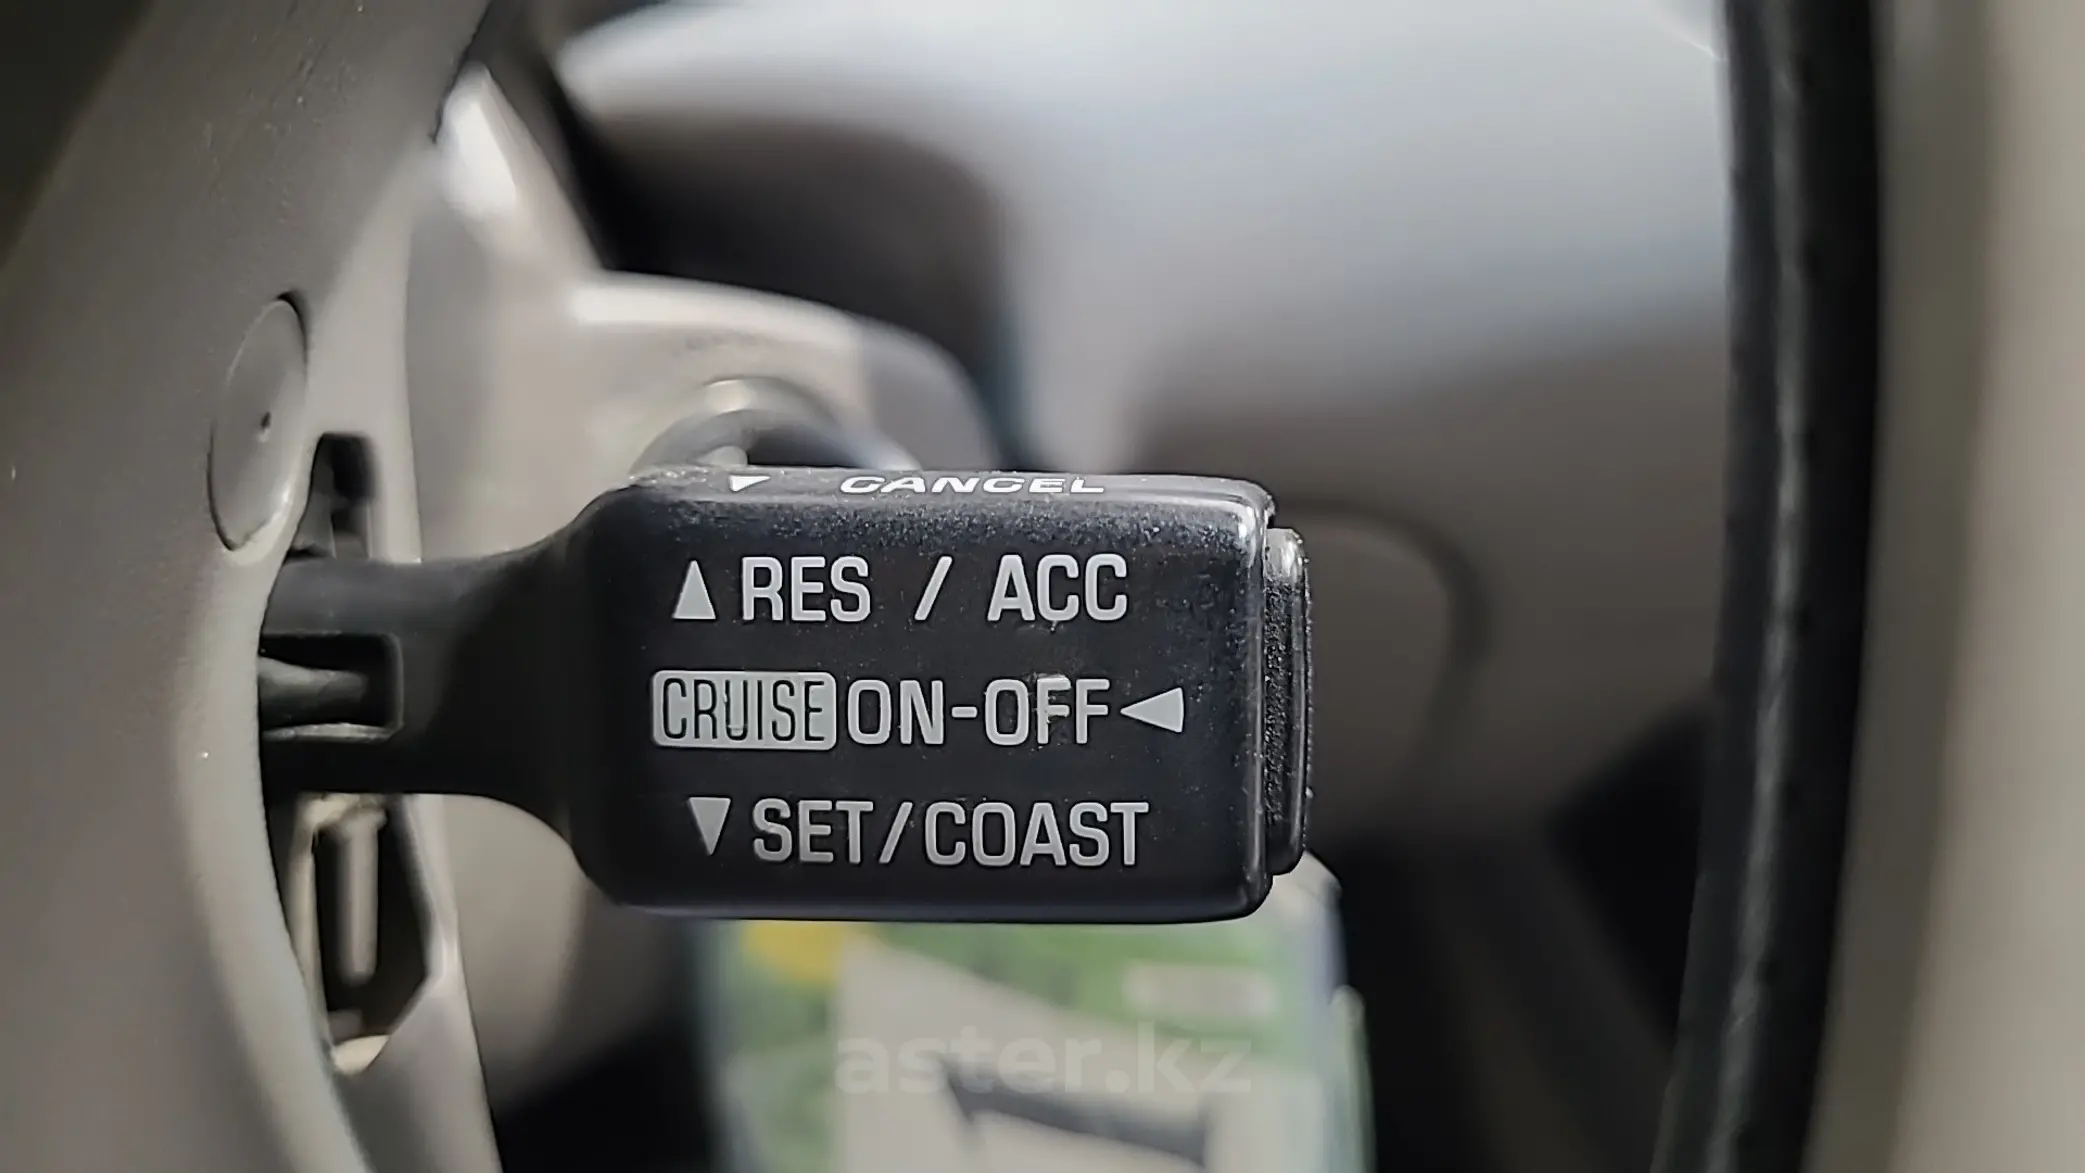 ▼ CANCEL
▲ RES / ACC
CRUISE ON-OFF ◀
▼ SET/COAST
aster.kz